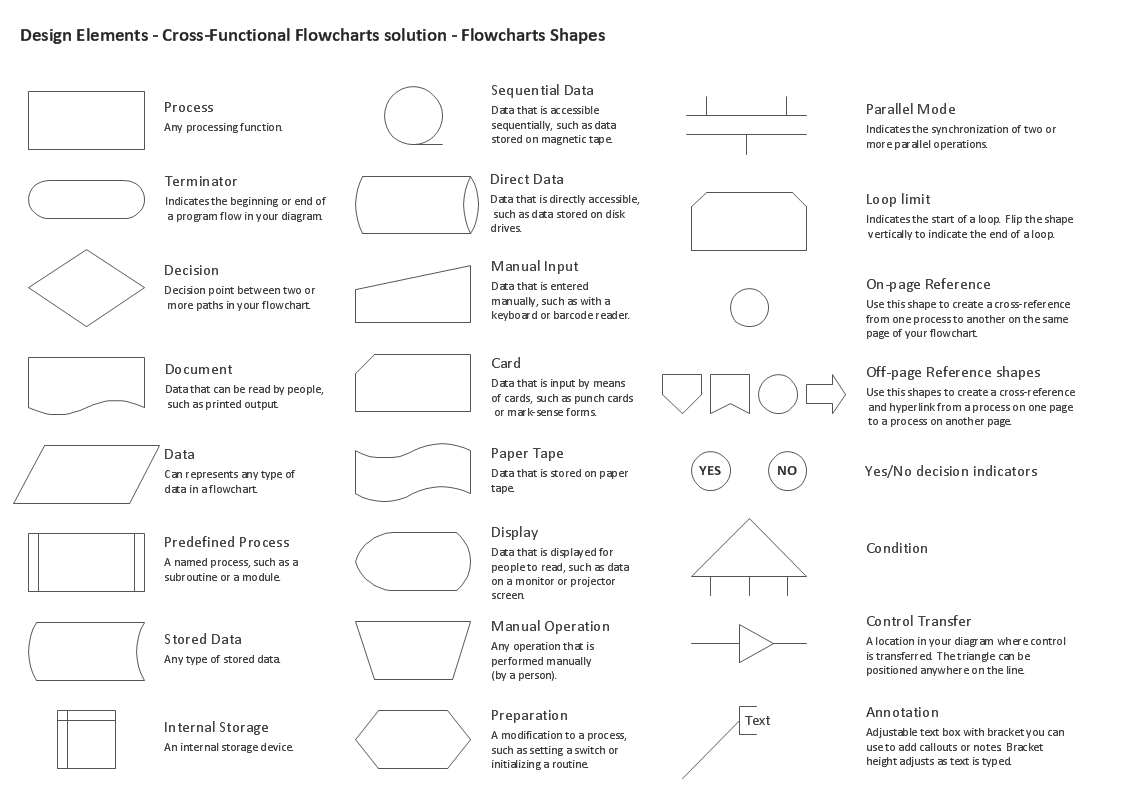 Design Elements - Cross-Functional Flowcharts solution - Flowcharts Shapes
Process
Any processing function.
Terminator
Indicates the beginning or end of
a program flow in your diagram.
Decision
Decision point between two or
more paths in your flowchart.
Document
Data that can be read by people,
such as printed output.
Data
Can represents any type of
data in a flowchart.
Predefined Process
A named process, such as a
subroutine or a module.
Stored Data
Any type of stored data.
Internal Storage
An internal storage device.
Sequential Data
Data that is accessible
sequentially, such as data
stored on magnetic tape.
Direct Data
Data that is directly accessible,
such as data stored on disk
drives.
Manual Input
Data that is entered
manually, such as with a
keyboard or barcode reader.
Card
Data that is input by means
of cards, such as punch cards
or mark-sense forms.
Paper Tape
Data that is stored on paper
tape.
Display
Data that is displayed for
people to read, such as data
on a monitor or projector
screen.
Manual Operation
Any operation that is
performed manually
(by a person).
Preparation
A modification to a process,
such as setting a switch or
initializing a routine.
Parallel Mode
Indicates the synchronization of two or
more parallel operations.
Loop limit
Indicates the start of a loop. Flip the shape
vertically to indicate the end of a loop.
On-page Reference
Use this shape to create a cross-reference
from one process to another on the same
page of your flowchart.
Off-page Reference shapes
Use this shapes to create a cross-reference
and hyperlink from a process on one page
to a process on another page.
YES NO
Yes/No decision indicators
Condition
Control Transfer
A location in your diagram where control
is transferred. The triangle can be
positioned anywhere on the line.
Text
Annotation
Adjustable text box with bracket you can
use to add callouts or notes. Bracket
height adjusts as text is typed.